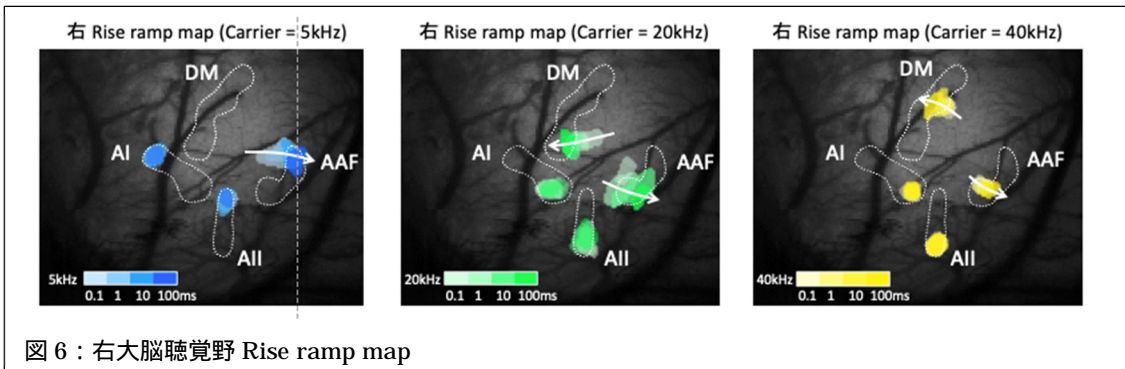 右 Rise ramp map (Carrier = 5kHz)
DM
AI
AAF
AII
5kHz
0.1 1 10 100ms
右 Rise ramp map (Carrier = 20kHz)
DM
AI
AAF
AII
20kHz
0.1 1 10 100ms
右 Rise ramp map (Carrier = 40kHz)
DM
AI
AAF
AII
40kHz
0.1 1 10 100ms
図 6：右大脳聴覚野 Rise ramp map